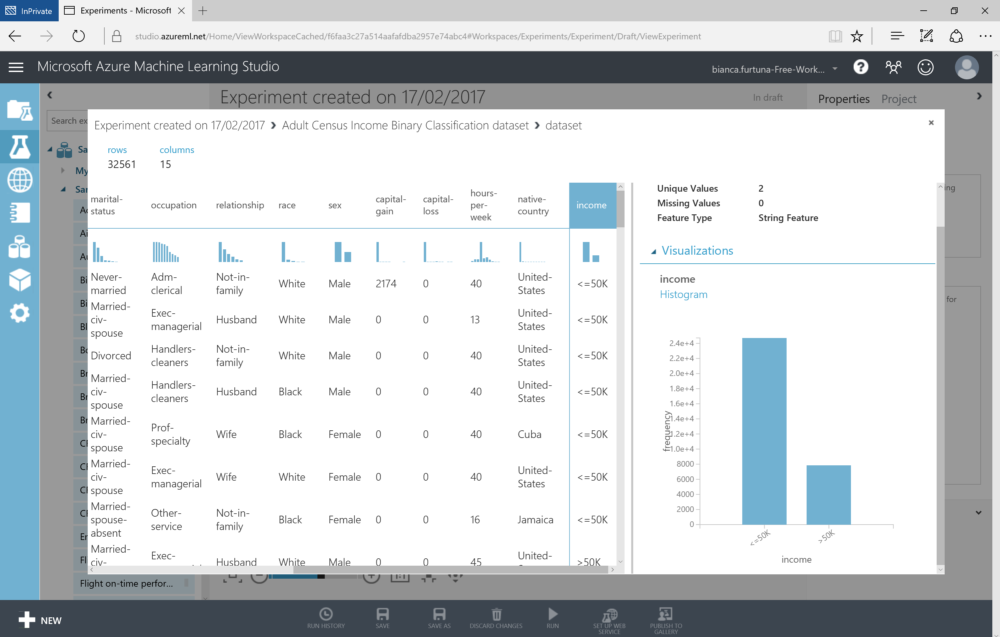 InPrivate
Experiments - Microsoft
studio.azureml.net/Home/ViewWorkspaceCached/f6faa3c27a514aafafdba2957e74abc4#Workspaces/Experiments/Experiment/Draft/ViewExperiment
Microsoft Azure Machine Learning Studio
bianca.furtuna-Free-Work...
Experiment created on 17/02/2017
In draft
Properties
Project
Search ex
Experiment created on 17/02/2017 > Adult Census Income Binary Classification dataset > dataset
rows
columns
32561
15
Sa
My
Sar
marital-
status
occupation
relationship
race
sex
capital-
gain
capital-
loss
hours-
per-
week
native-
country
income
Never-
married
Adm-
clerical
Not-in-
family
White
Male
2174
0
40
United-
States
<=50K
Married-
civ-
spouse
Exec-
managerial
Husband
White
Male
0
0
13
United-
States
<=50K
Divorced
Handlers-
cleaners
Not-in-
family
White
Male
0
0
40
United-
States
<=50K
Married-
civ-
spouse
Handlers-
cleaners
Husband
Black
Male
0
0
40
United-
States
<=50K
Married-
civ-
spouse
Prof-
specialty
Wife
Black
Female
0
0
40
Cuba
<=50K
Married-
civ-
spouse
Exec-
managerial
Wife
White
Female
0
0
40
United-
States
<=50K
Married-
spouse-
absent
Other-
service
Not-in-
family
Black
Female
0
0
16
Jamaica
<=50K
Married-
civ-
Exec-
Husband
White
Male
0
0
45
United-
>50K
Unique Values 2
Missing Values 0
Feature Type String Feature
Visualizations
income
Histogram
2.4e+4
2.2e+4
2.0e+4
1.8e+4
1.6e+4
1.4e+4
1.2e+4
1.0e+4
8000
6000
4000
2000
0
frequency
<=50K
>50K
income
ing
for
Ai
Au
Bi
Bi
Bl
Br
Br
Br
Fl
Flight on-time perfor...
1:1
NEW
RUN HISTORY
SAVE
SAVE AS
DISCARD CHANGES
RUN
SET UP WEB
SERVICE
PUBLISH TO
GALLERY